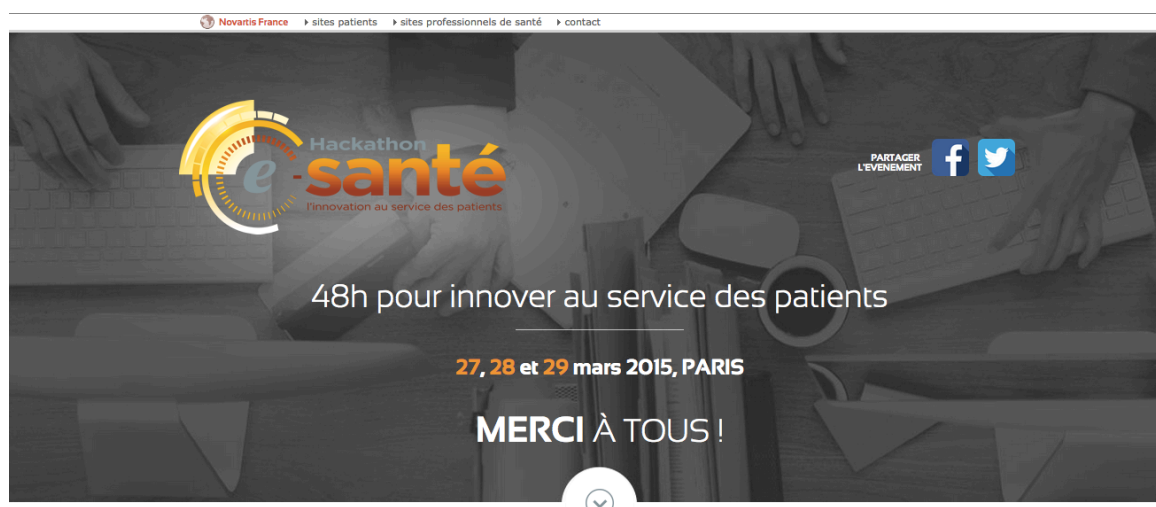 Novartis France sites patients sites professionnels de santé contact
Hackathon
e-santé
l'innovation au service des patients
PARTAGER
L'EVENEMENT
48h pour innover au service des patients
27, 28 et 29 mars 2015, PARIS
MERCI À TOUS !